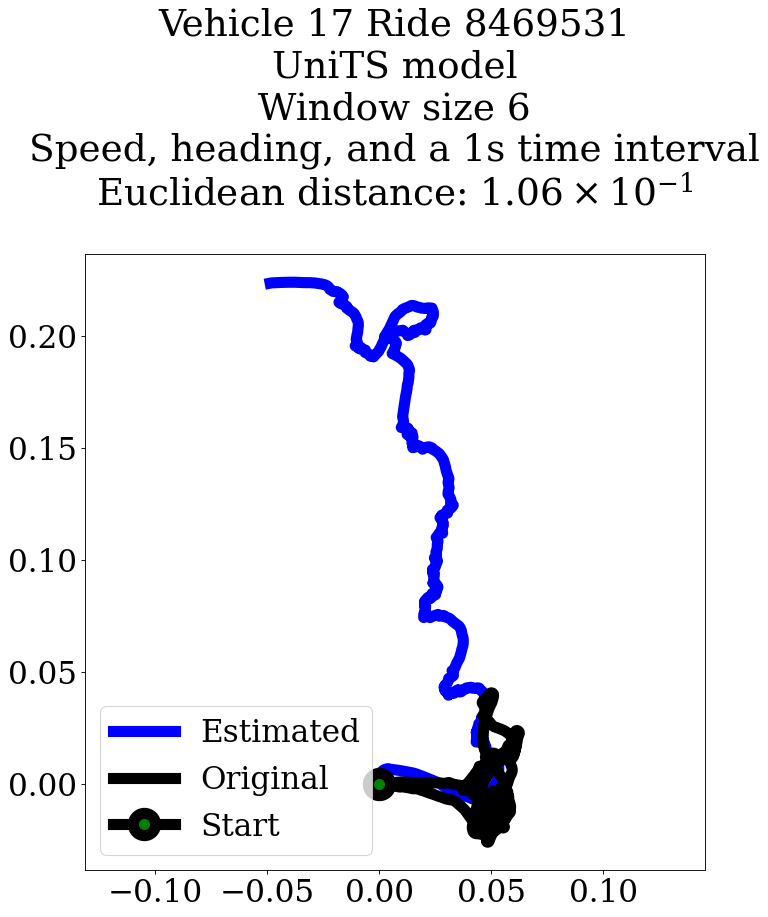 Vehicle 17 Ride 8469531
UniTS model
Window size 6
Speed, heading, and a 1s time interval
Euclidean distance: 1.06 × 10⁻¹
0.20
0.15
0.10
0.05
0.00
Estimated
Original
Start
−0.10 −0.05 0.00 0.05 0.10